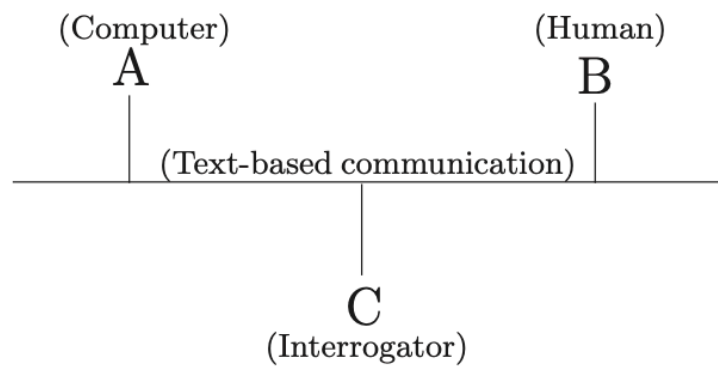 (Computer)
A
(Human)
B
(Text-based communication)
C
(Interrogator)